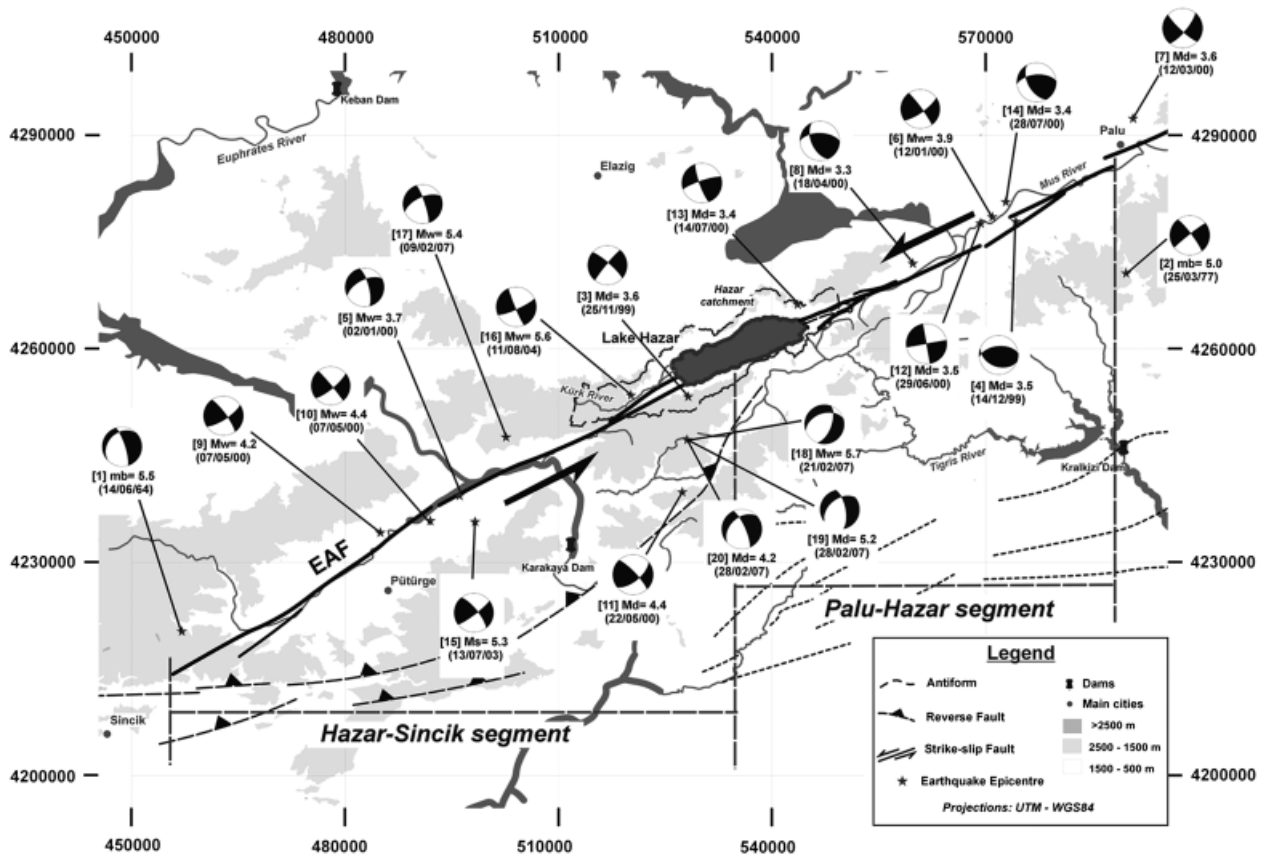 450000
480000
510000
540000
570000
[7] Md= 3.6
(12/03/00)
Keban Dam
[14] Md= 3.4
(28/07/00)
4290000
Euphrates River
Elazig
[6] Mw= 3.9
(12/01/00)
Palu
4290000
[8] Md= 3.3
(18/04/00)
Mus River
[13] Md= 3.4
(14/07/00)
[17] Mw= 5.4
(09/02/07)
[2] mb= 5.0
(25/03/77)
[3] Md= 3.6
(25/11/99)
Hazar
catchment
[5] Mw= 3.7
(02/01/00)
[16] Mw= 5.6
(11/08/04)
Lake Hazar
4260000
4260000
[12] Mw= 3.5
(29/06/00)
[4] Md= 3.5
(14/12/99)
Kürk River
[10] Mw= 4.4
(07/05/00)
[9] Mw= 4.2
(07/05/00)
[18] Mw= 5.7
(21/02/07)
Tigris River
Kralkizi Dam
[1] mb= 5.5
(14/06/64)
[19] Md= 5.2
(28/02/07)
[20] Md= 4.2
(28/02/07)
EAF
4230000
4230000
Karakaya Dam
Pütürge
[11] Md= 4.4
(22/05/00)
Palu-Hazar segment
[15] Ms= 5.3
(13/07/03)
Legend
Antiform
Dams
Main cities
Reverse Fault
>2500 m
Sincik
Hazar-Sincik segment
2500 - 1500 m
Strike-slip Fault
1500 - 500 m
Earthquake Epicentre
4200000
4200000
Projections: UTM - WGS84
450000
480000
510000
540000